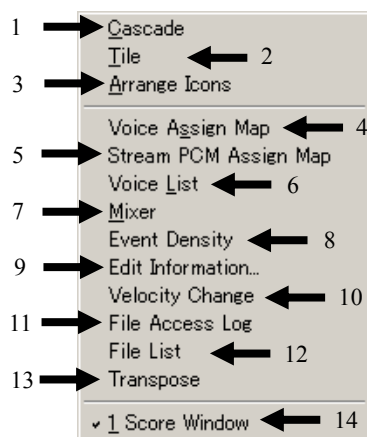 1 Cascade
Tile 2
3 Arrange Icons
Voice Assign Map 4
5 Stream PCM Assign Map
Voice List 6
7 Mixer
Event Density 8
9 Edit Information...
Velocity Change 10
11 File Access Log
File List 12
13 Transpose
✓ 1 Score Window 14